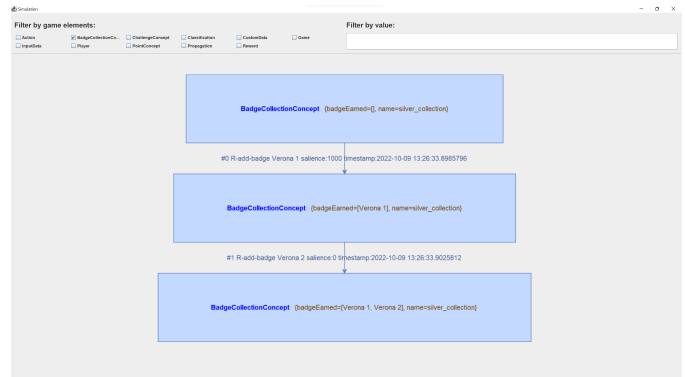 Simulation
Filter by game elements:
Filter by value:
Action
BadgeCollectionCo...
ChallengeConcept
Classification
CustomData
Game
InputData
Player
PointConcept
Propagation
Reward
BadgeCollectionConcept {badgeEarned=[], name=silver_collection}
#0 R-add-badge Verona 1 salience:1000 timestamp:2022-10-09 13:26:33.8985796
BadgeCollectionConcept {badgeEarned=[Verona 1], name=silver_collection}
#1 R-add-badge Verona 2 salience:0 timestamp:2022-10-09 13:26:33.9025812
BadgeCollectionConcept {badgeEarned=[Verona 1, Verona 2], name=silver_collection}